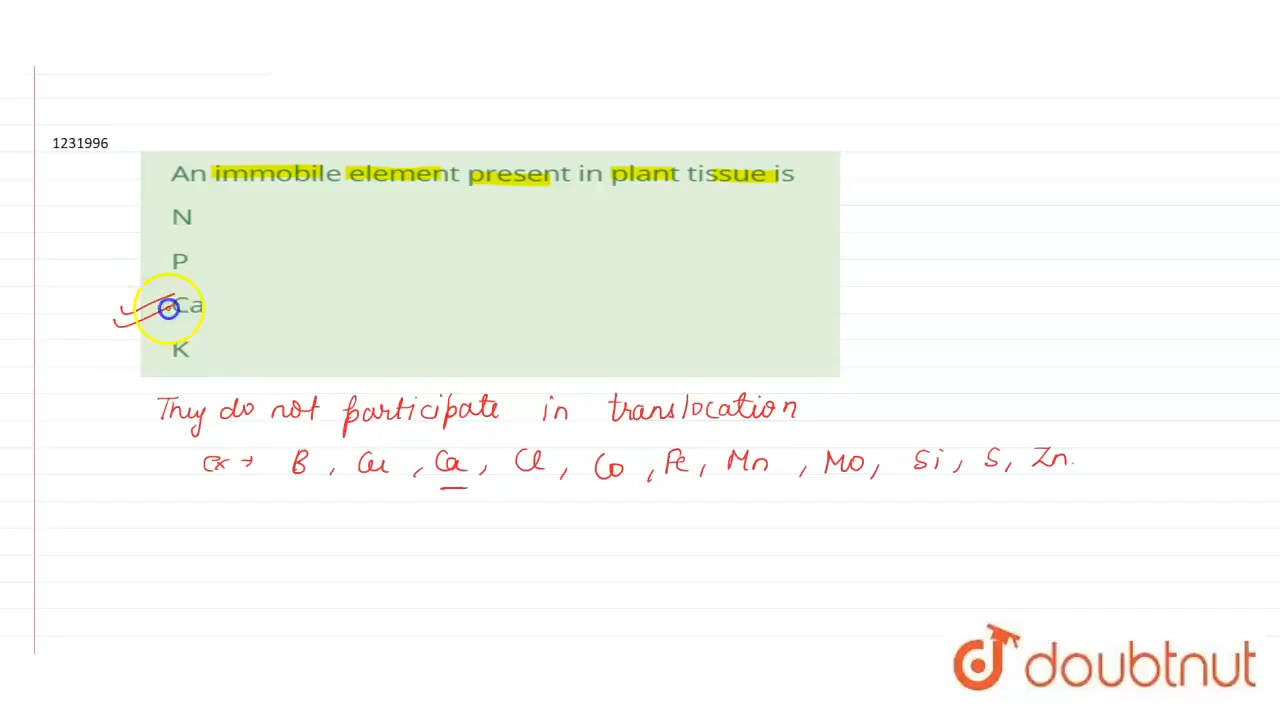 1231996
An immobile element present in plant tissue is
N
P
Ca
K
They do not participate in translocation
Ex → B, Cu, Ca, Cl, Co, Fe, Mn, Mo, Si, S, Zn.
doubtnut